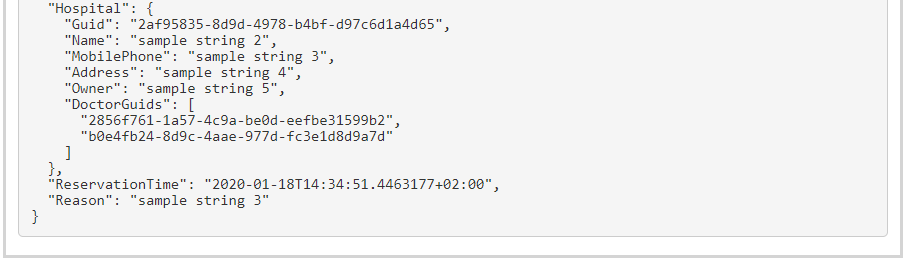 "Hospital": {
"Guid": "2af95835-8d9d-4978-b4bf-d97c6d1a4d65",
"Name": "sample string 2",
"MobilePhone": "sample string 3",
"Address": "sample string 4",
"Owner": "sample string 5",
"DoctorGuids": [
"2856f761-1a57-4c9a-be0d-eefbe31599b2",
"b0e4fb24-8d9c-4aae-977d-fc3e1d8d9a7d"
]
},
"ReservationTime": "2020-01-18T14:34:51.4463177+02:00",
"Reason": "sample string 3"
}